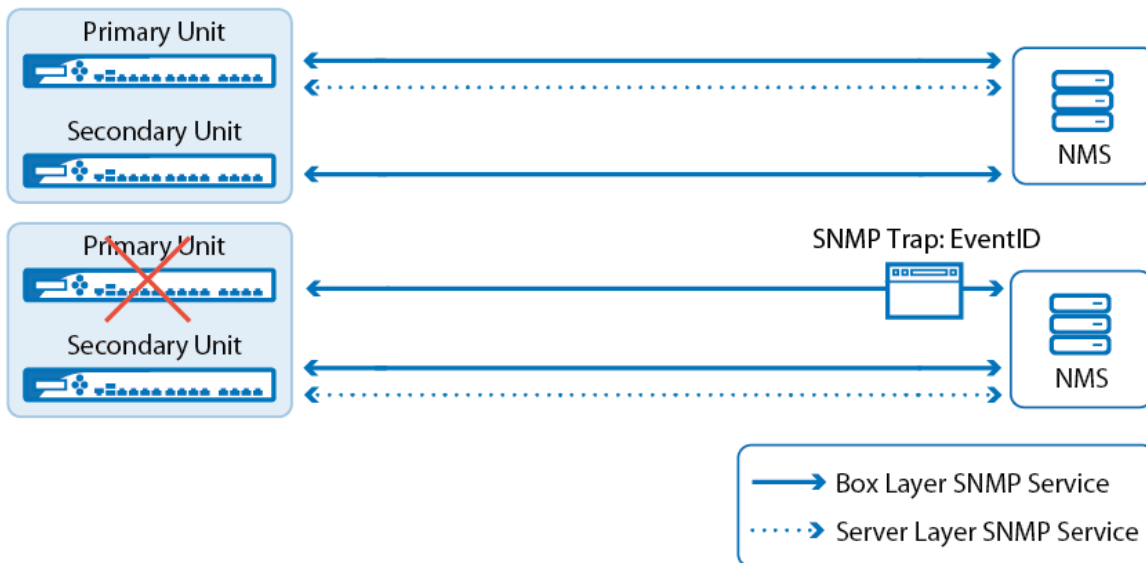 Primary Unit
Secondary Unit
NMS
Primary Unit
SNMP Trap: EventID
Secondary Unit
NMS
Box Layer SNMP Service
Server Layer SNMP Service